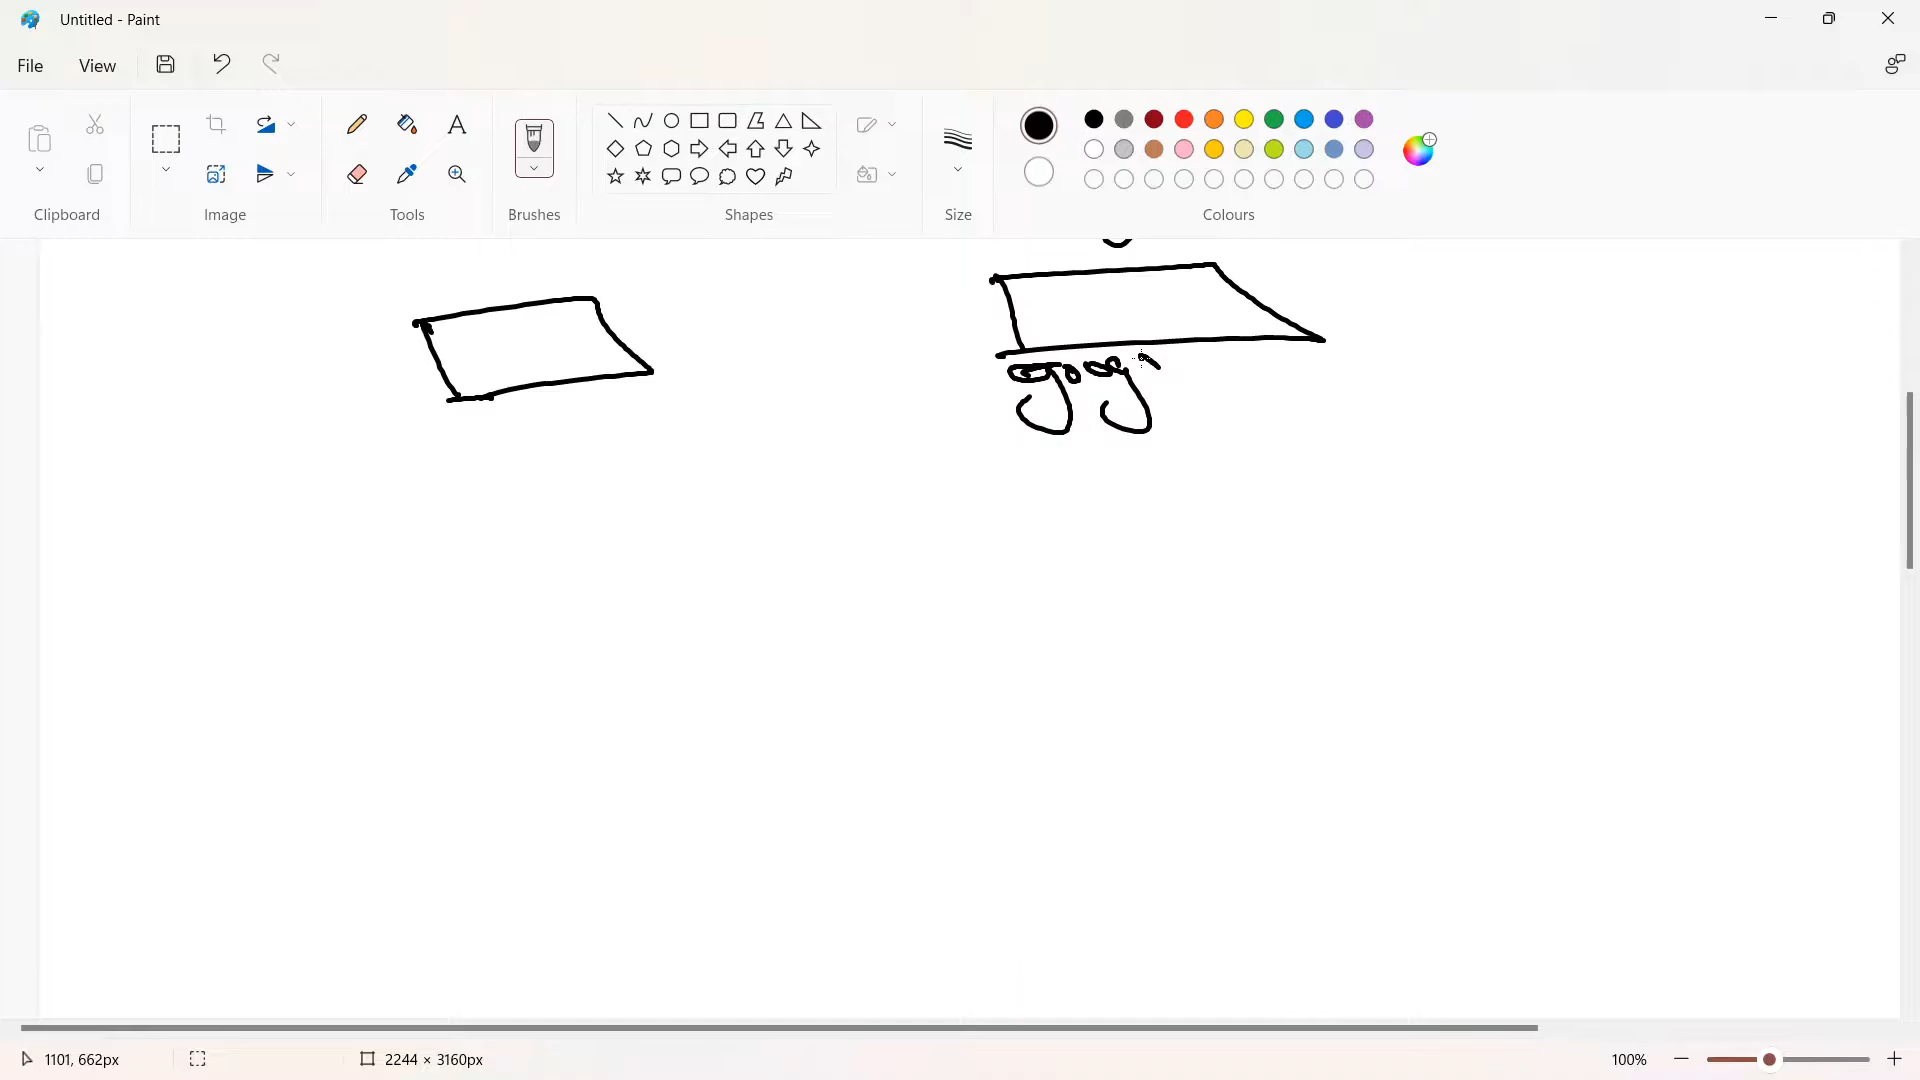 Untitled - Paint
File View
Clipboard Image Tools Brushes Shapes Size Colours
1101, 662px 2244 × 3160px 100%